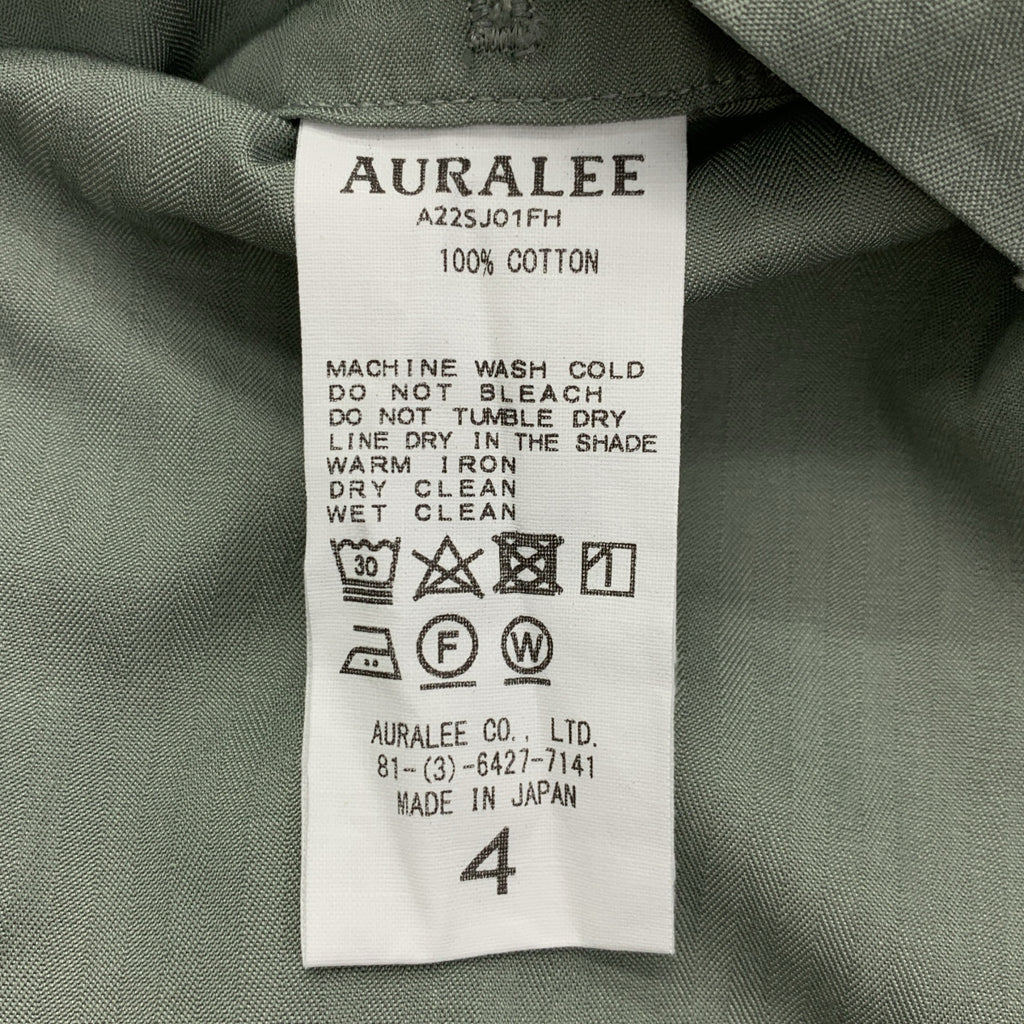 AURALEE
A22SJ01FH
100% COTTON
MACHINE WASH COLD
DO NOT BLEACH
DO NOT TUMBLE DRY
LINE DRY IN THE SHADE
WARM IRON
DRY CLEAN
WET CLEAN
30
F W
AURALEE CO., LTD.
81-(3)-6427-7141
MADE IN JAPAN
4